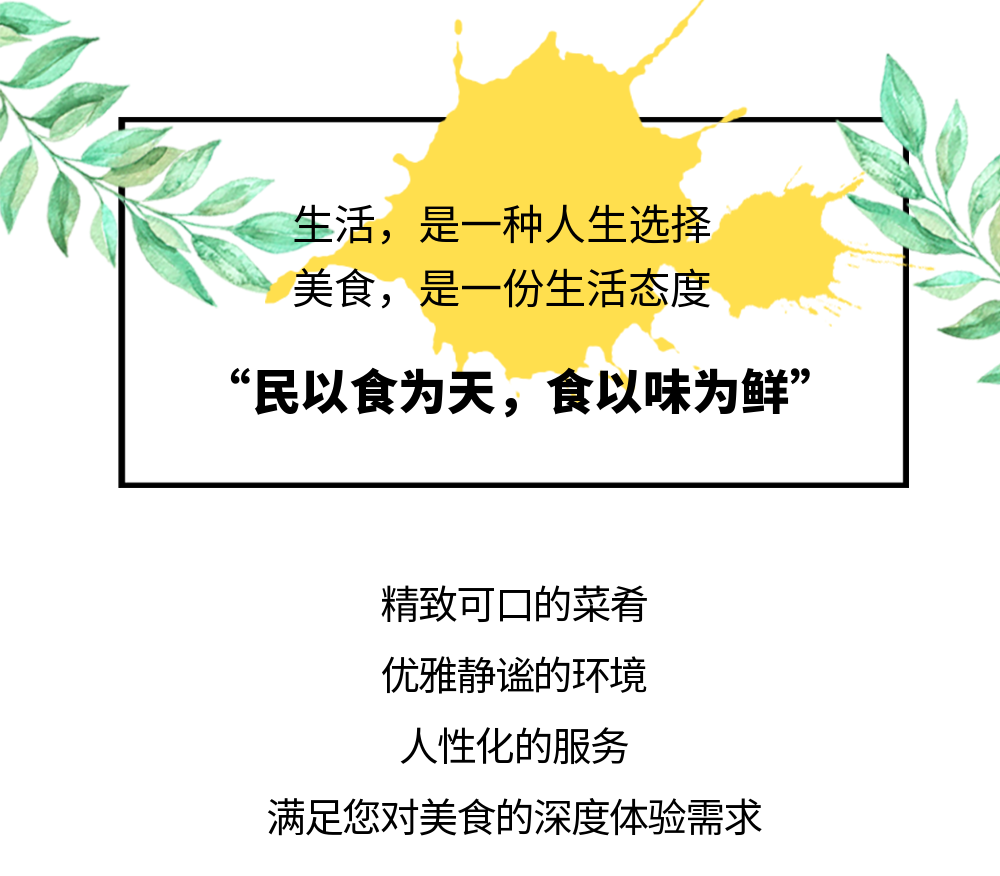 生活，是一种人生选择
美食，是一份生活态度
“民以食为天，食以味为鲜”
精致可口的菜肴
优雅静谧的环境
人性化的服务
满足您对美食的深度体验需求